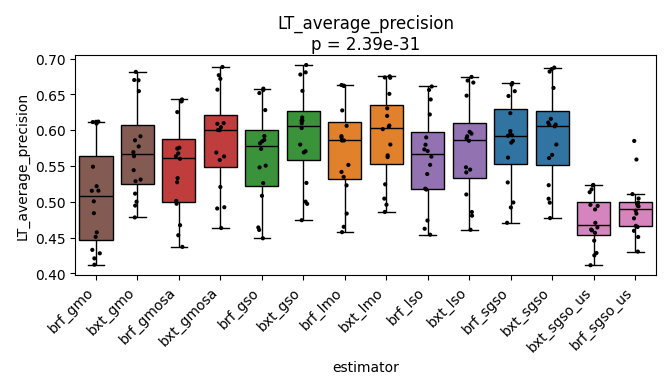 LT_average_precision
p = 2.39e-31
LT_average_precision
0.70
0.65
0.60
0.55
0.50
0.45
0.40
brf_gmo
bxt_gmo
brf_gmosa
bxt_gmosa
brf_gso
bxt_gso
brf_lmo
bxt_lmo
brf_lso
bxt_lso
brf_sgso
bxt_sgso
bxt_sgso_us
brf_sgso_us
estimator